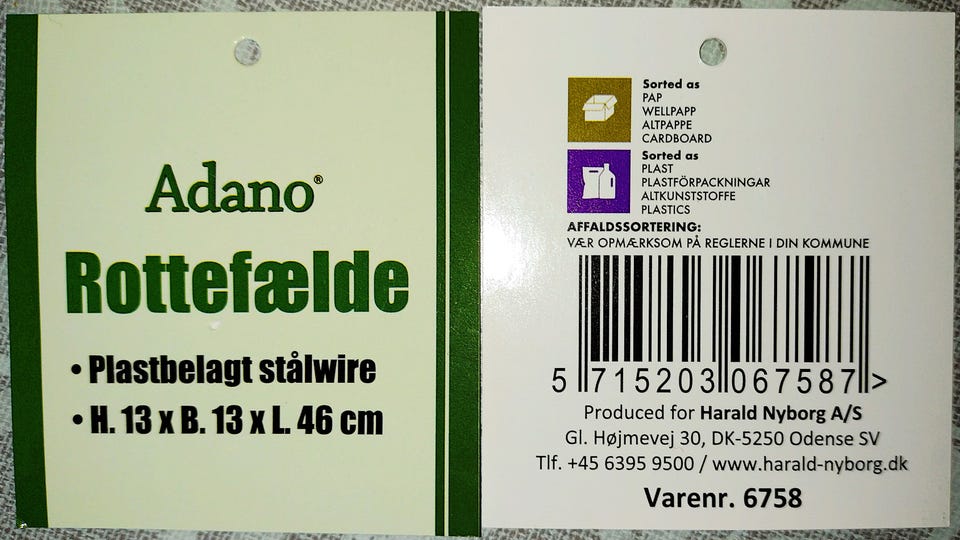 Adano®
Rottefælde
• Plastbelagt stålwire
• H. 13 x B. 13 x L. 46 cm
Sorted as
PAP
WELLPAPP
ALTPAPPE
CARDBOARD
Sorted as
PLAST
PLASTFÖRPACKNINGAR
ALTKUNSTSTOFFE
PLASTICS
AFFALDSSORTERING:
VÆR OPMÆRKSOM PÅ REGLERNE I DIN KOMMUNE
5 715203 067587 >
Produced for Harald Nyborg A/S
Gl. Højmevej 30, DK-5250 Odense SV
Tlf. +45 6395 9500 / www.harald-nyborg.dk
Varenr. 6758